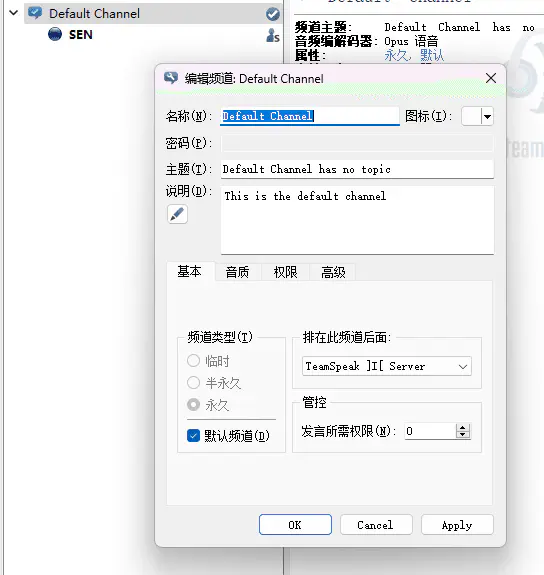 Default Channel
SEN
频道主题: Default Channel has no
音频编解码器: Opus 语音
属性: 永久, 默认
编辑频道: Default Channel
名称(N): Default Channel 图标(I):
密码(P):
主题(T): Default Channel has no topic
说明(D): This is the default channel
基本 音质 权限 高级
频道类型(T) 排在此频道后面:
临时 TeamSpeak ]I[ Server
半永久
永久 管控
默认频道(D) 发言所需权限(N): 0
OK Cancel Apply
team